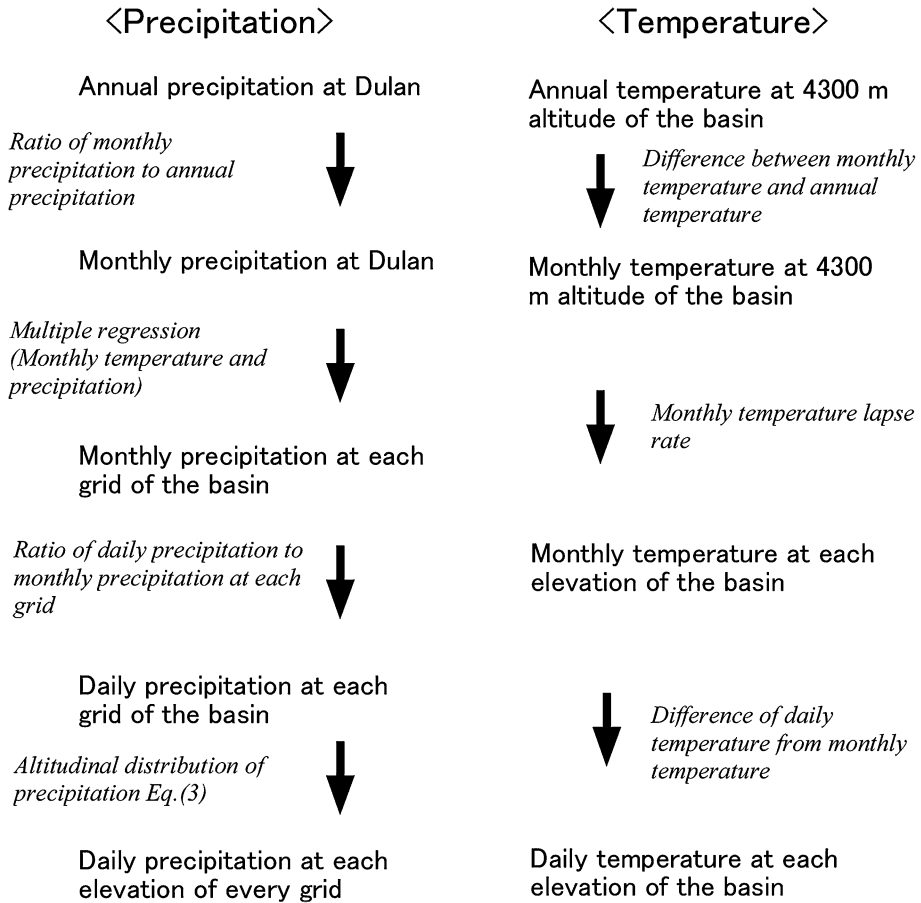 <Precipitation>
Annual precipitation at Dulan
Ratio of monthly
precipitation to annual
precipitation
Monthly precipitation at Dulan
Multiple regression
(Monthly temperature and
precipitation)
Monthly precipitation at each
grid of the basin
Ratio of daily precipitation to
monthly precipitation at each
grid
Daily precipitation at each
grid of the basin
Altitudinal distribution of
precipitation Eq.(3)
Daily precipitation at each
elevation of every grid
<Temperature>
Annual temperature at 4300 m
altitude of the basin
Difference between monthly
temperature and annual
temperature
Monthly temperature at 4300
m altitude of the basin
Monthly temperature lapse
rate
Monthly temperature at each
elevation of the basin
Difference of daily
temperature from monthly
temperature
Daily temperature at each
elevation of the basin